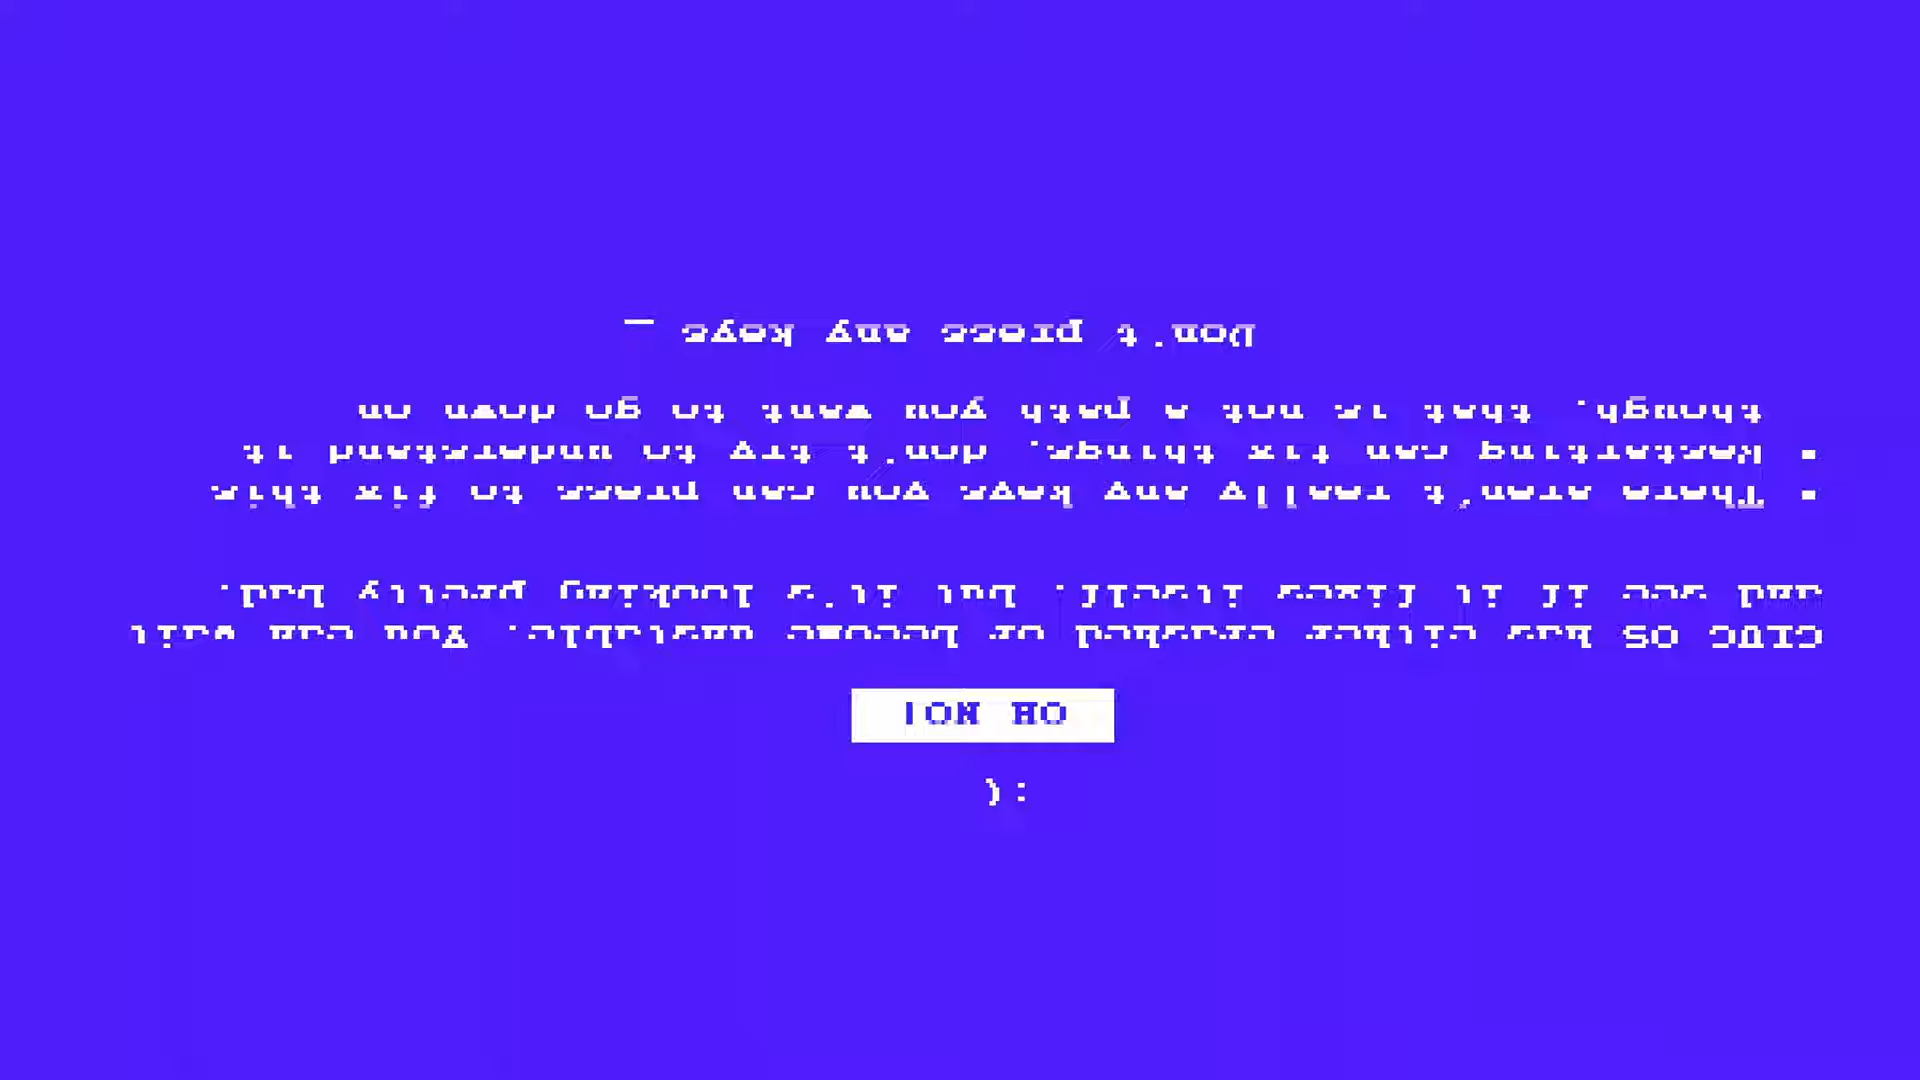 :(
OH NO!
CIVC OS has either crashed or become unstable. You can wait
and see if it fixes itself, but it's looking pretty bad.
- There aren't really any keys you can press to fix this
- Restarting can fix things, don't try to understand it
though, that is not a path you want to go down on
Don't press any keys _